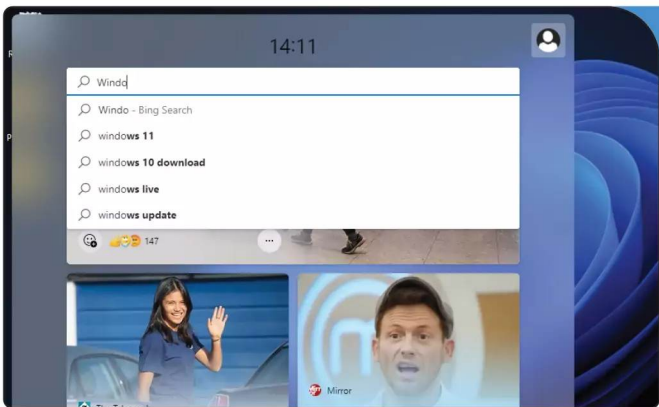 14:11
Windo
Windo - Bing Search
windows 11
windows 10 download
windows live
windows update
147
Mirror